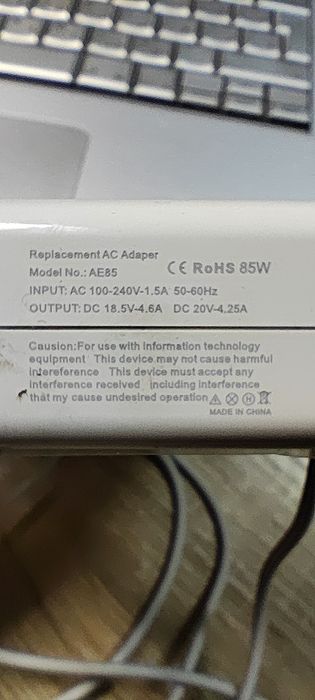 Replacement AC Adaper
Model No.: AE85 CE RoHS 85W
INPUT: AC 100-240V-1.5A 50-60Hz
OUTPUT: DC 18.5V-4.6A DC 20V-4.25A
Causion:For use with information technology
equipment This device may not cause harmful
intereference This device must accept any
interference received including interference
that my cause undesired operation
MADE IN CHINA